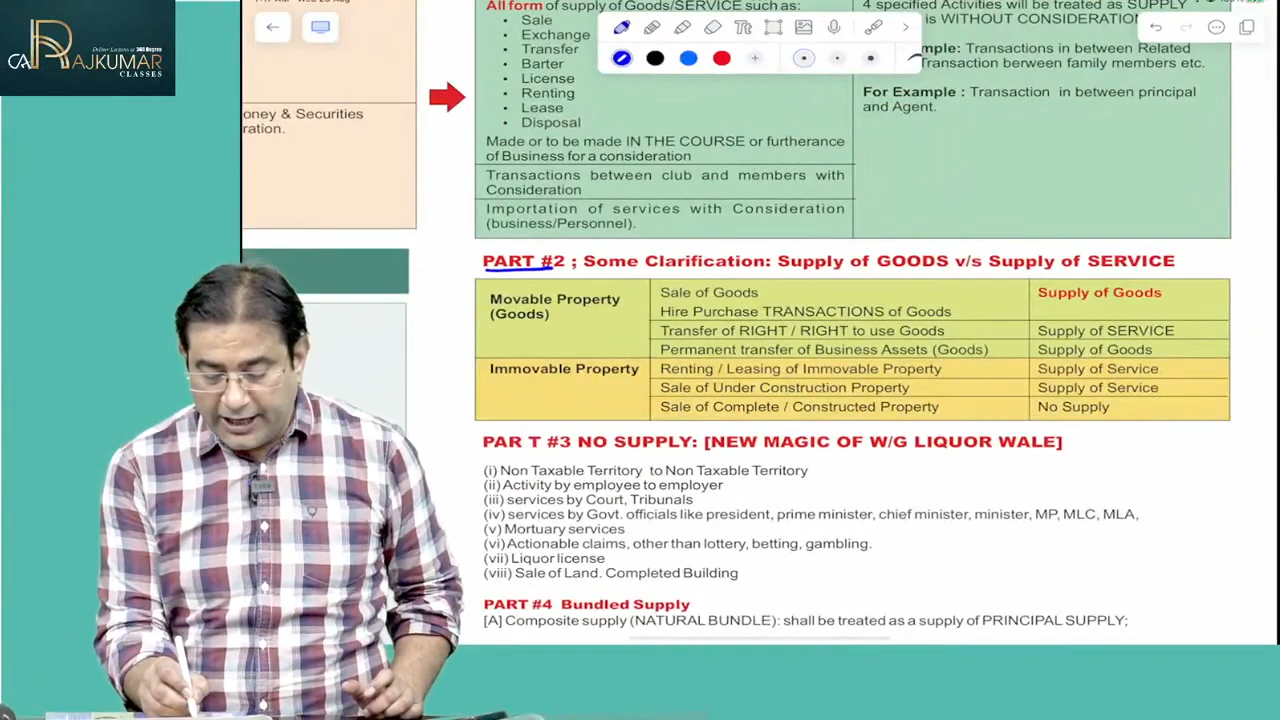 Deliver Lectures at 360 Degree
CA RAJKUMAR
CLASSES
All form of supply of Goods/SERVICE such as:
• Sale
• Exchange
• Transfer
• Barter
• License
• Renting
• Lease
• Disposal
Made or to be made IN THE COURSE or furtherance
of Business for a consideration
Transactions between club and members with
Consideration
Importation of services with Consideration
(business/Personnel).
4 specified Activities will be treated as SUPPLY
is WITHOUT CONSIDERATION
mple: Transactions in between Related
Transaction berween family members etc.
For Example : Transaction in between principal
and Agent.
oney & Securities
ration.
PART #2 ; Some Clarification: Supply of GOODS v/s Supply of SERVICE
Movable Property
(Goods)
Sale of Goods
Supply of Goods
Hire Purchase TRANSACTIONS of Goods
Transfer of RIGHT / RIGHT to use Goods
Supply of SERVICE
Permanent transfer of Business Assets (Goods)
Supply of Goods
Immovable Property
Renting / Leasing of Immovable Property
Supply of Service
Sale of Under Construction Property
Supply of Service
Sale of Complete / Constructed Property
No Supply
PAR T #3 NO SUPPLY: [NEW MAGIC OF W/G LIQUOR WALE]
(i) Non Taxable Territory to Non Taxable Territory
(ii) Activity by employee to employer
(iii) services by Court, Tribunals
(iv) services by Govt. officials like president, prime minister, chief minister, minister, MP, MLC, MLA,
(v) Mortuary services
(vi) Actionable claims, other than lottery, betting, gambling.
(vii) Liquor license
(viii) Sale of Land. Completed Building
PART #4 Bundled Supply
[A] Composite supply (NATURAL BUNDLE): shall be treated as a supply of PRINCIPAL SUPPLY;